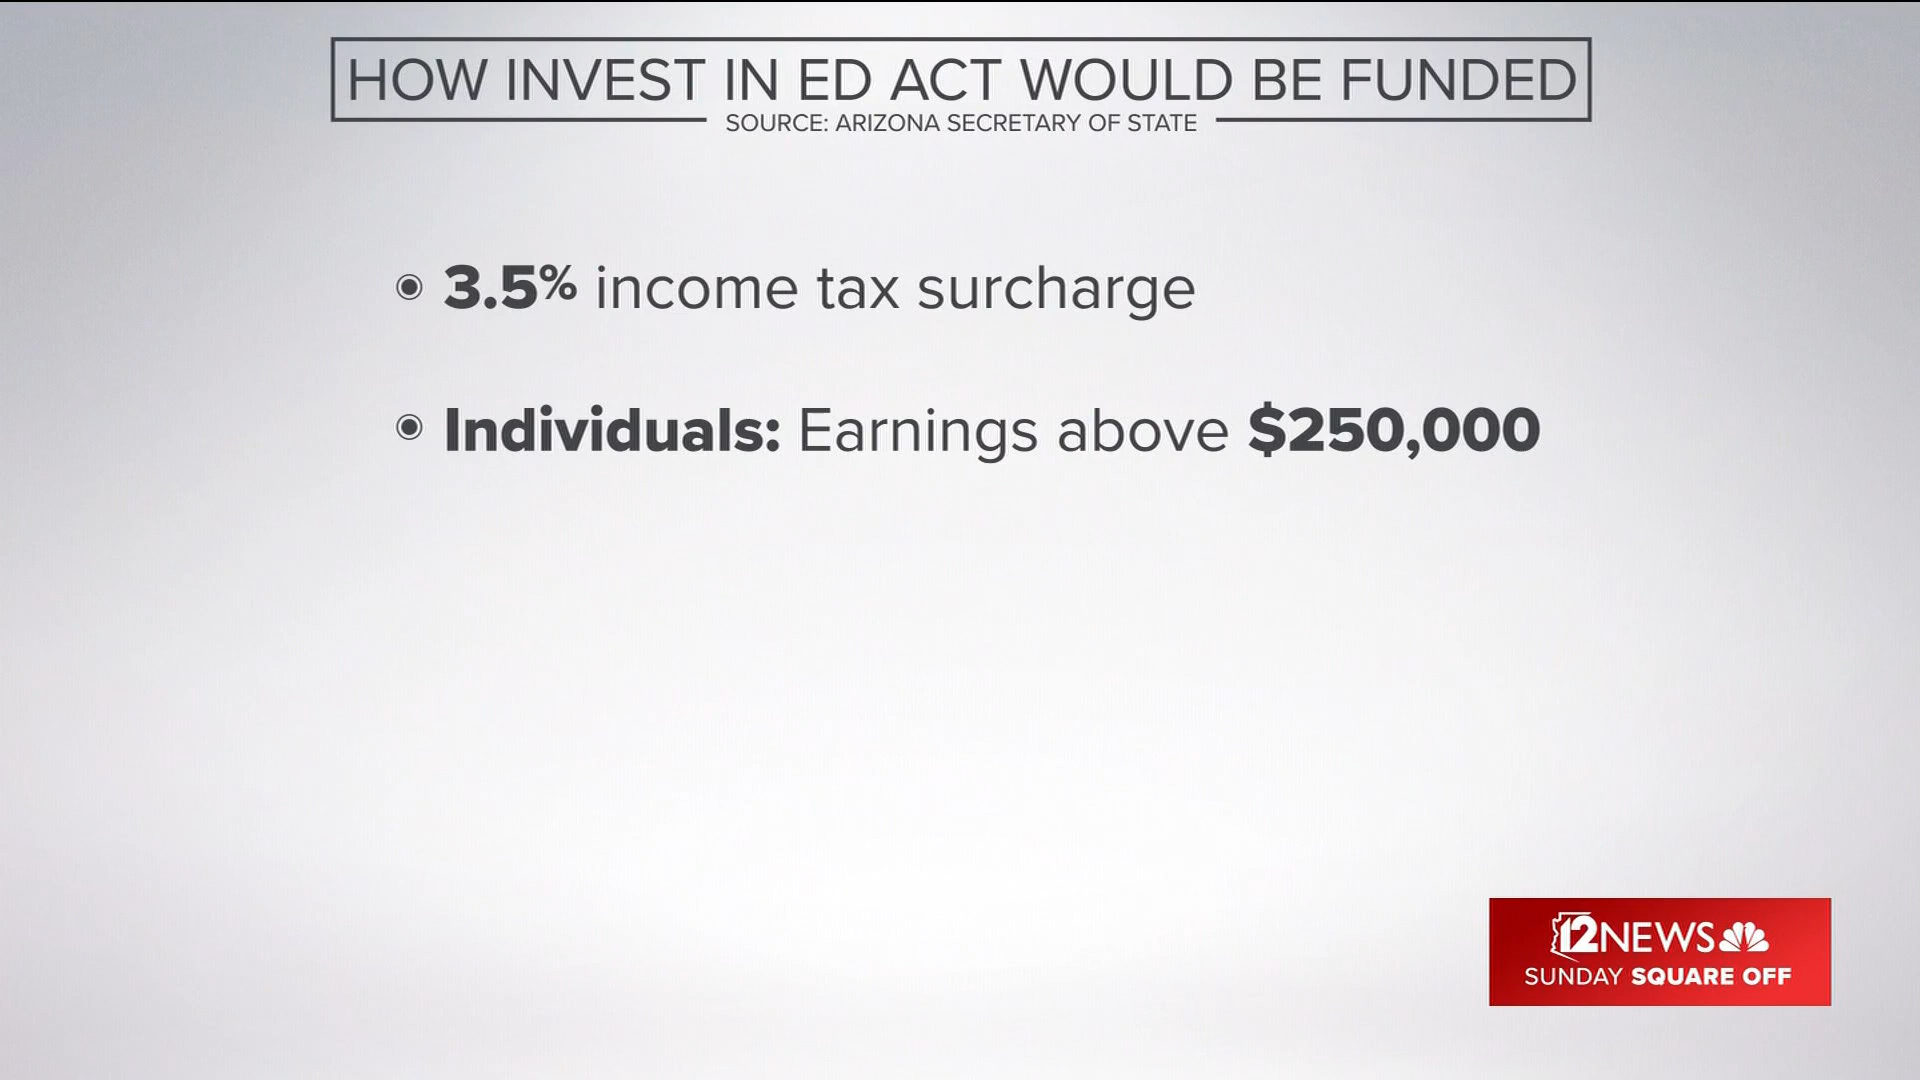 HOW INVEST IN ED ACT WOULD BE FUNDED
SOURCE: ARIZONA SECRETARY OF STATE
3.5% income tax surcharge
Individuals: Earnings above $250,000
12NEWS
SUNDAY SQUARE OFF